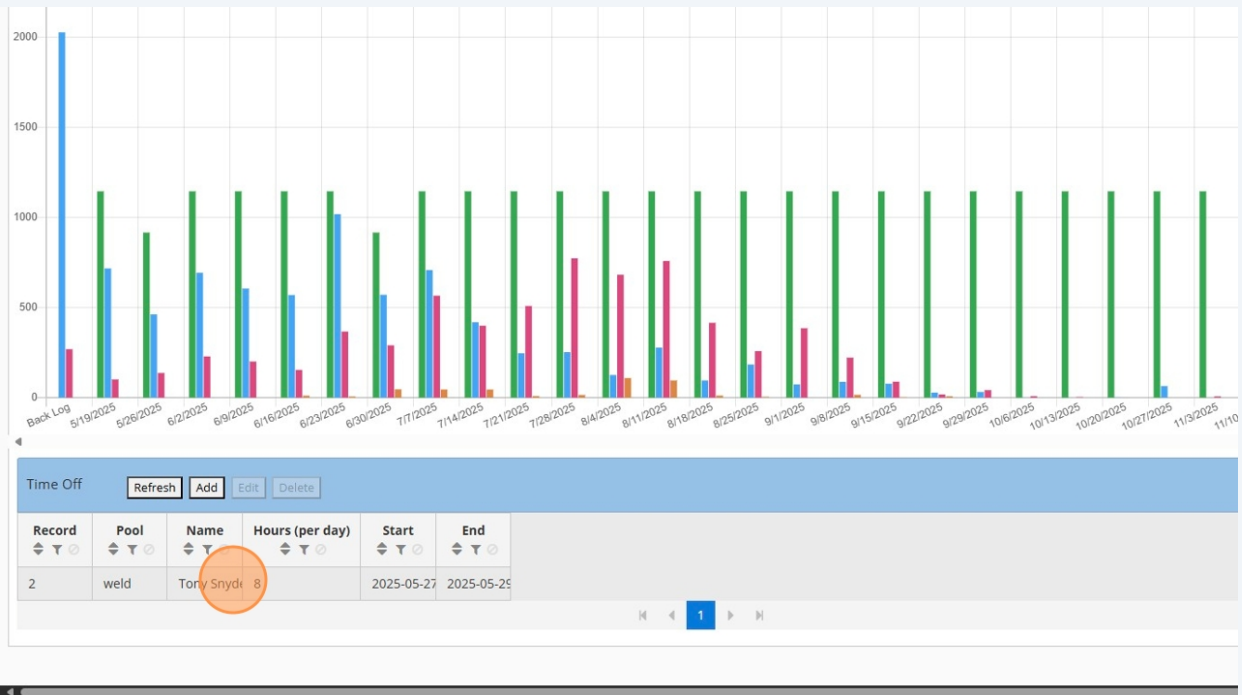 2000
1500
1000
500
0
Back Log 5/19/2025 5/26/2025 6/2/2025 6/9/2025 6/16/2025 6/23/2025 6/30/2025 7/7/2025 7/14/2025 7/21/2025 7/28/2025 8/4/2025 8/11/2025 8/18/2025 8/25/2025 9/1/2025 9/8/2025 9/15/2025 9/22/2025 9/29/2025 10/6/2025 10/13/2025 10/20/2025 10/27/2025 11/3/2025 11/10
Time Off Refresh Add Edit Delete
Record Pool Name Hours (per day) Start End
2 weld Tony Snyde 8 2025-05-27 2025-05-29
1